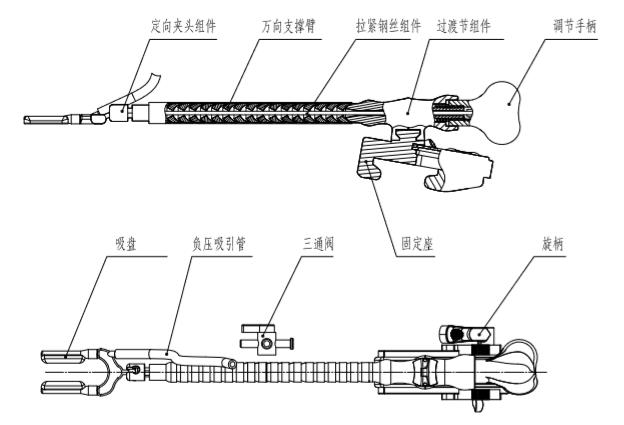 定向夹头组件
万向支撑臂
拉紧钢丝组件
过渡节组件
调节手柄
吸盘
负压吸引管
三通阀
固定座
旋柄